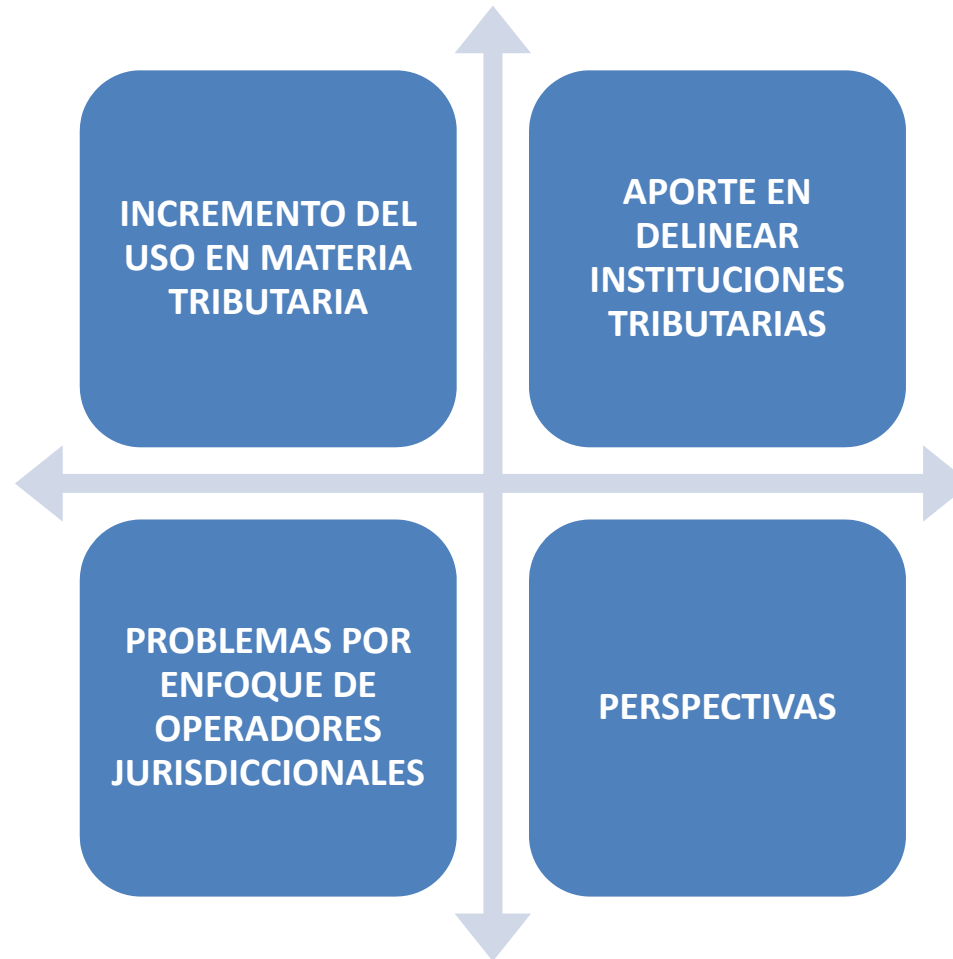 INCREMENTO DEL
USO EN MATERIA
TRIBUTARIA
APORTE EN
DELINEAR
INSTITUCIONES
TRIBUTARIAS
PROBLEMAS POR
ENFOQUE DE
OPERADORES
JURISDICCIONALES
PERSPECTIVAS